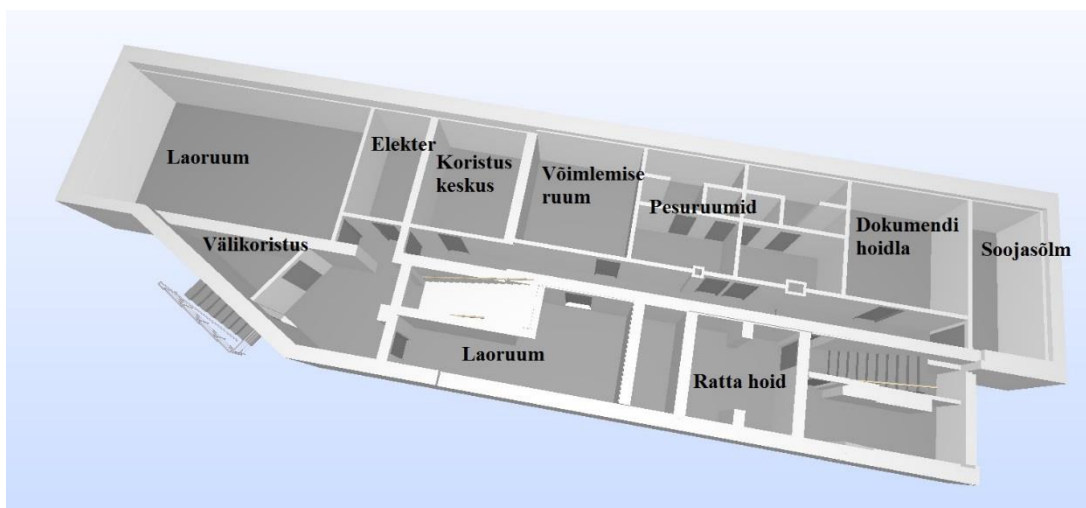 Laoruum
Elekter
Koristus
keskus
Võimlemise
ruum
Pesuruumid
Dokumendi
hoidla
Soojasõlm
Välikoristus
Laoruum
Ratta hoid